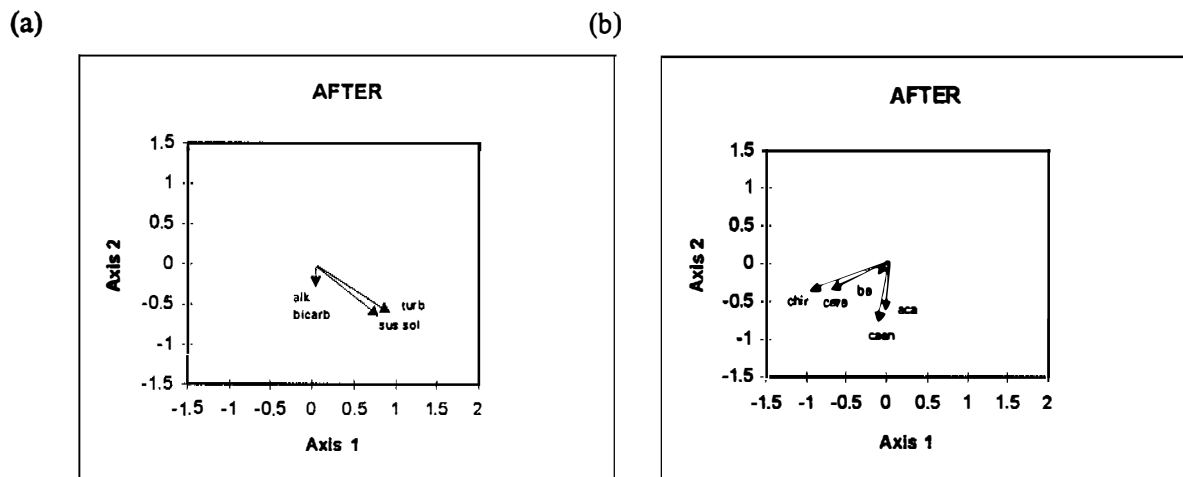 (a)
(b)
AFTER
1.5
1
0.5
0
-0.5
-1
-1.5
Axis 2
alk
bicarb
turb
sus sol
-1.5 -1 -0.5 0 0.5 1 1.5 2
Axis 1
AFTER
1.5
1
0.5
0
-0.5
-1
-1.5
Axis 2
chir
be
aca
caen
-1.5 -1 -0.5 0 0.5 1 1.5 2
Axis 1